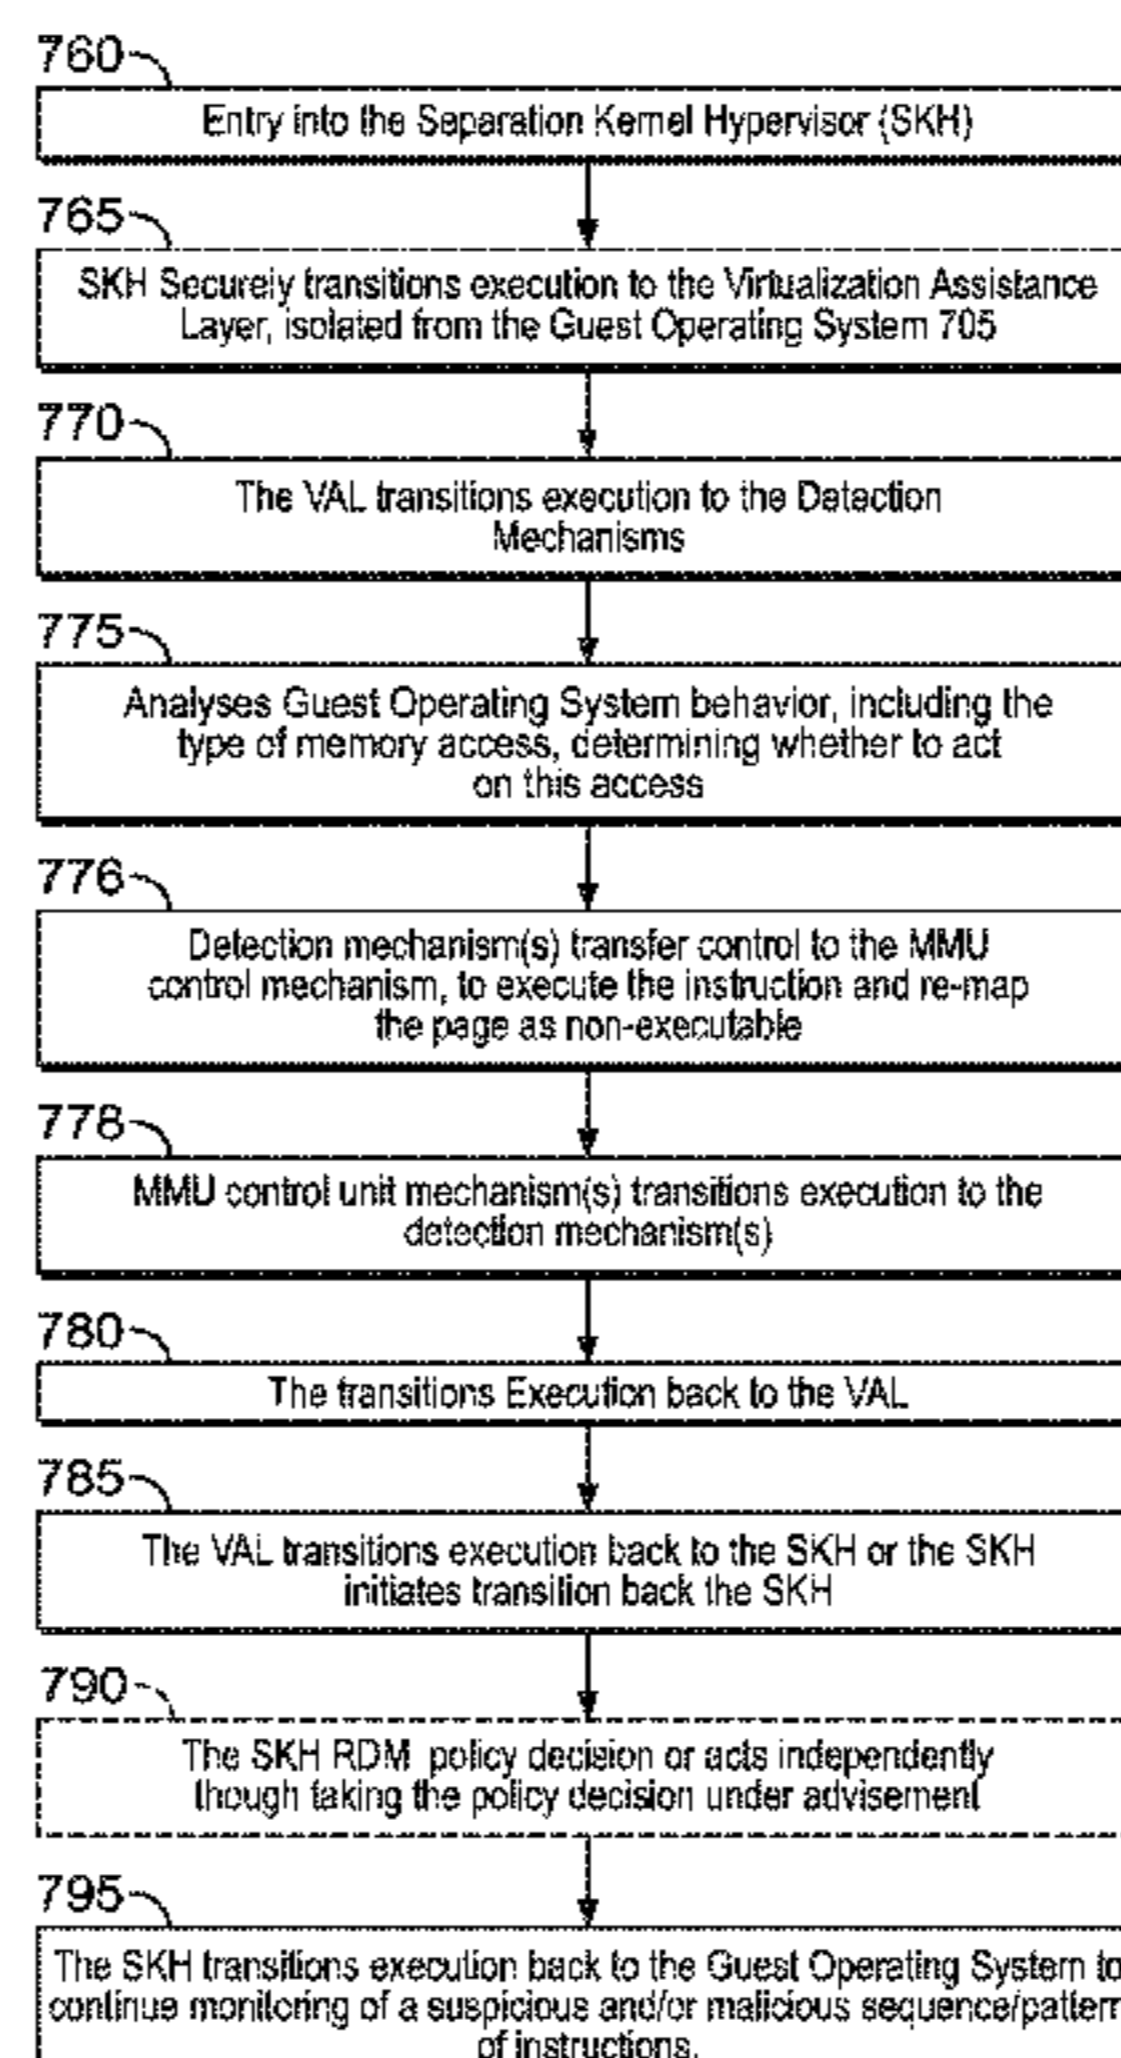 760
Entry into the Separation Kernel Hypervisor (SKH)
765
SKH Securely transitions execution to the Virtualization Assistance
Layer, isolated from the Guest Operating System 705
770
The VAL transitions execution to the Detection
Mechanisms
775
Analyses Guest Operating System behavior, including the
type of memory access, determining whether to act
on this access
776
Detection mechanism(s) transfer control to the MMU
control mechanism, to execute the instruction and re-map
the page as non-executable
778
MMU control unit mechanism(s) transitions execution to the
detection mechanism(s)
780
The transitions Execution back to the VAL
785
The VAL transitions execution back to the SKH or the SKH
initiates transition back the SKH
790
The SKH RDM policy decision or acts independently
though taking the policy decision under advisement
795
The SKH transitions execution back to the Guest Operating System to
continue monitoring of a suspicious and/or malicious sequence/pattern
of instructions.